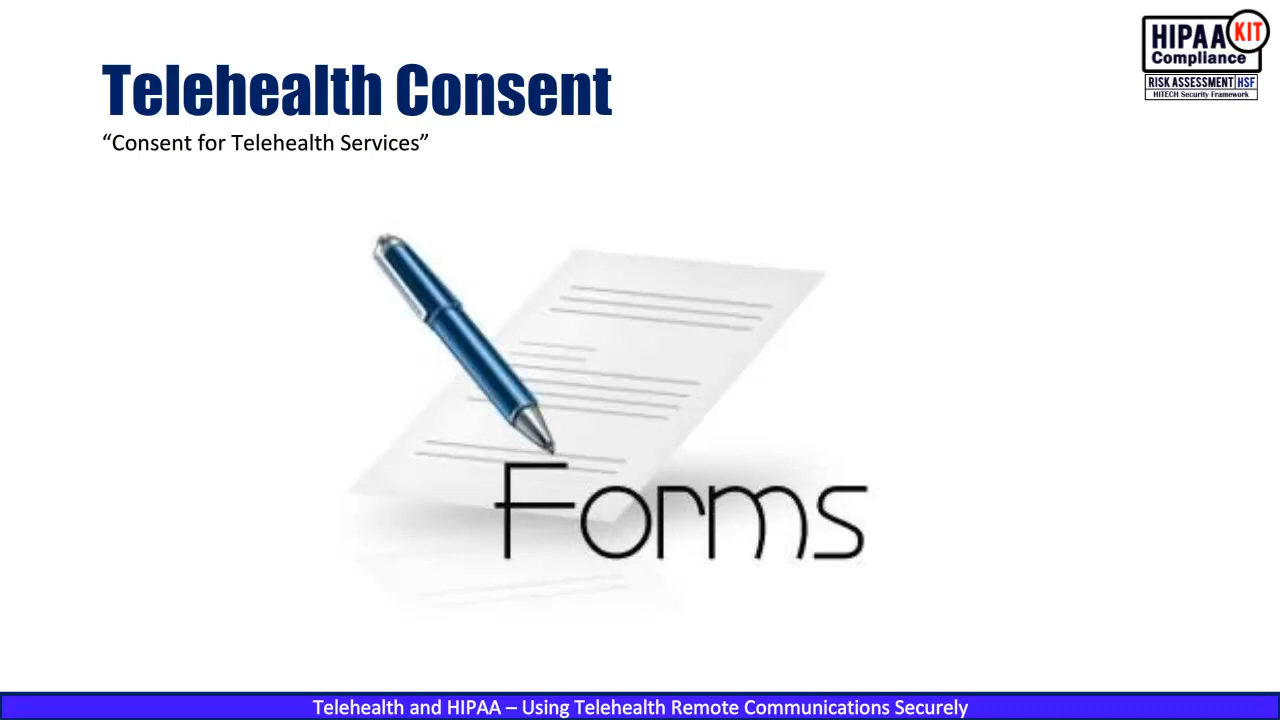 Telehealth Consent
“Consent for Telehealth Services”
HIPAA KIT
Compliance
RISK ASSESSMENT HSF
HITECH Security Framework
Forms
Telehealth and HIPAA – Using Telehealth Remote Communications Securely